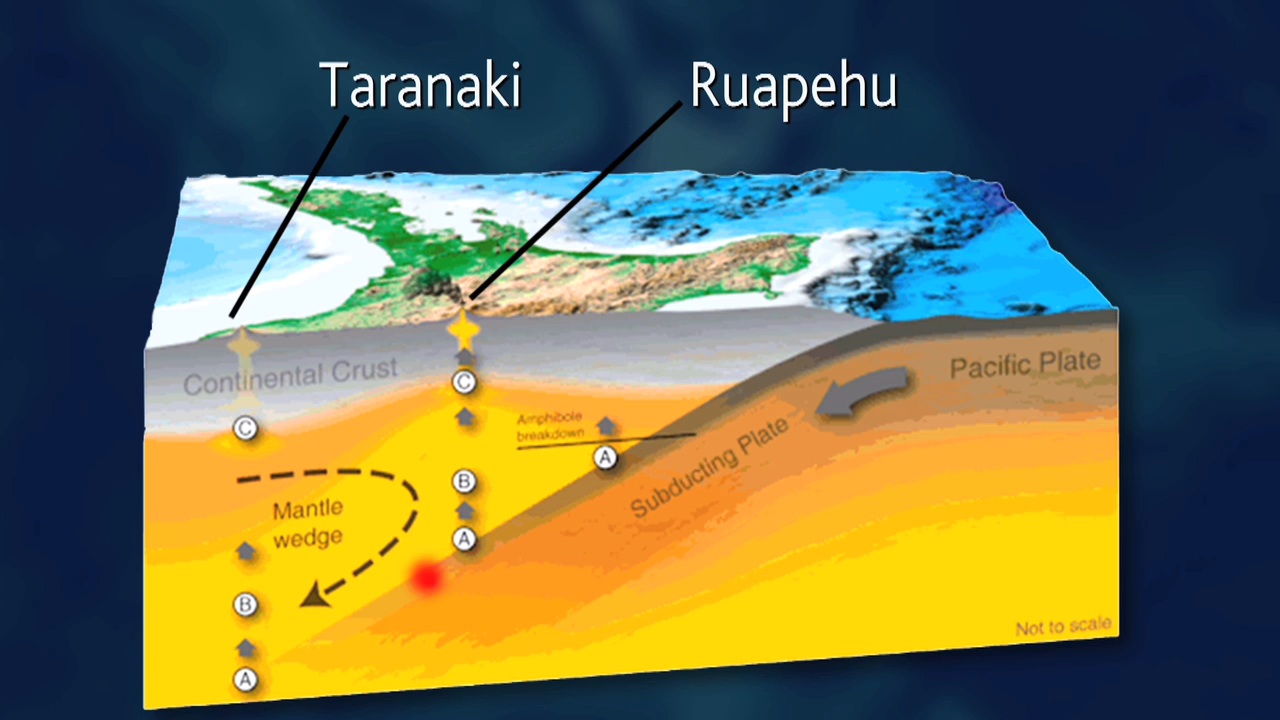 Taranaki
Ruapehu
Continental Crust
Pacific Plate
C
C
Amphibole
breakdown
A
Subducting Plate
B
Mantle
wedge
A
B
A
Not to scale